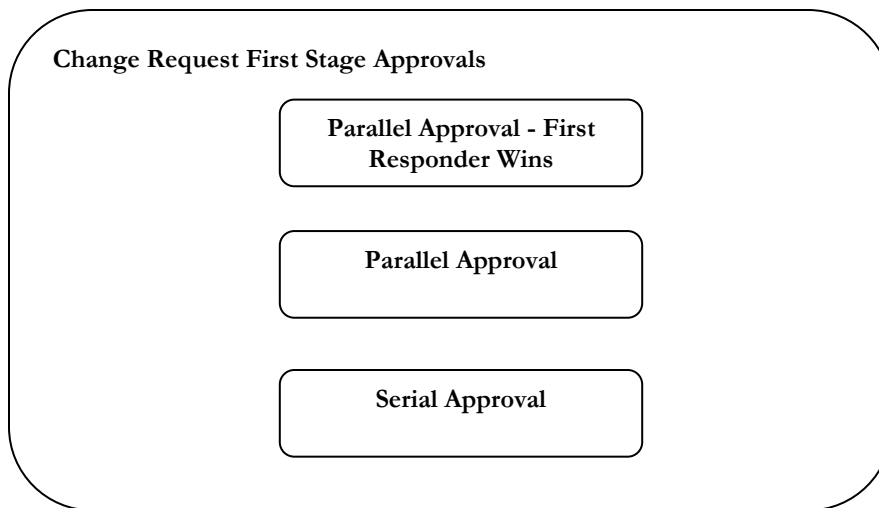 Change Request First Stage Approvals
Parallel Approval - First
Responder Wins
Parallel Approval
Serial Approval